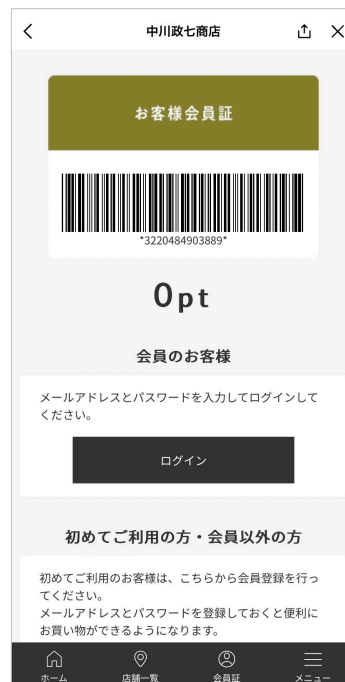 中川政七商店
お客様会員証
*3220484903889*
0pt
会員のお客様
メールアドレスとパスワードを入力してログインして
ください。
ログイン
初めてご利用の方・会員以外の方
初めてご利用のお客様は、こちらから会員登録を行っ
てください。
メールアドレスとパスワードを登録しておくと便利に
お買い物ができるようになります。
ホーム 店舗一覧 会員証 メニュー